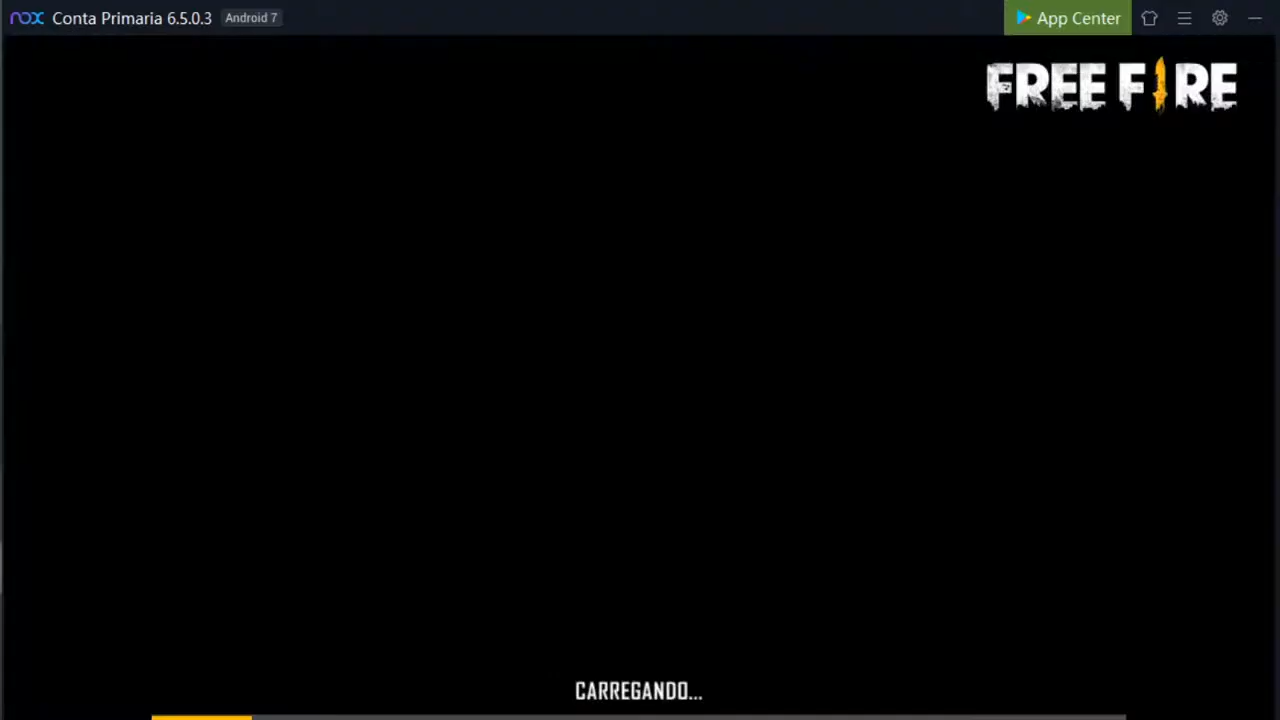 nox Conta Primaria 6.5.0.3 Android 7 App Center
FREE FIRE
CARREGANDO...